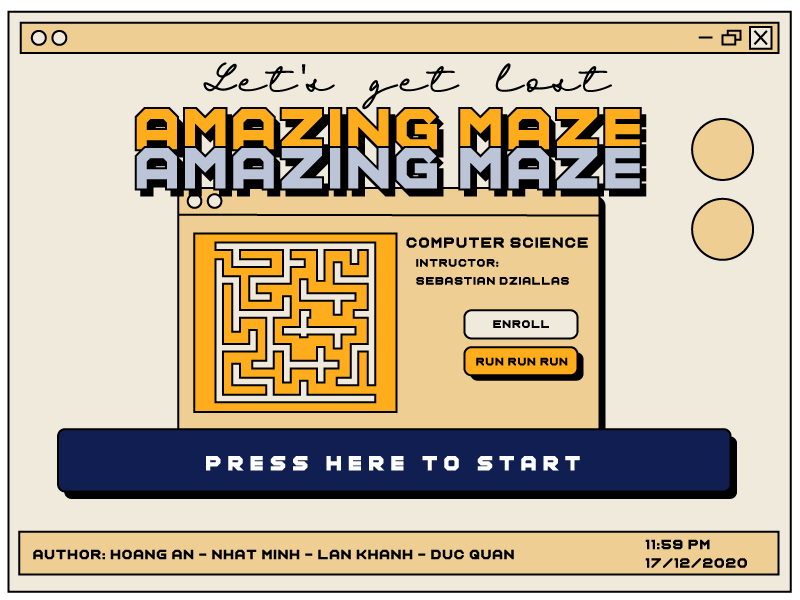 Let's get lost
AMAZING MAZE
AMAZING MAZE
COMPUTER SCIENCE
INTRUCTOR:
SEBASTIAN DZIALLAS
ENROLL
RUN RUN RUN
PRESS HERE TO START
AUTHOR: HOANG AN - NHAT MINH - LAN KHANH - DUC QUAN
11:59 PM
17/12/2020